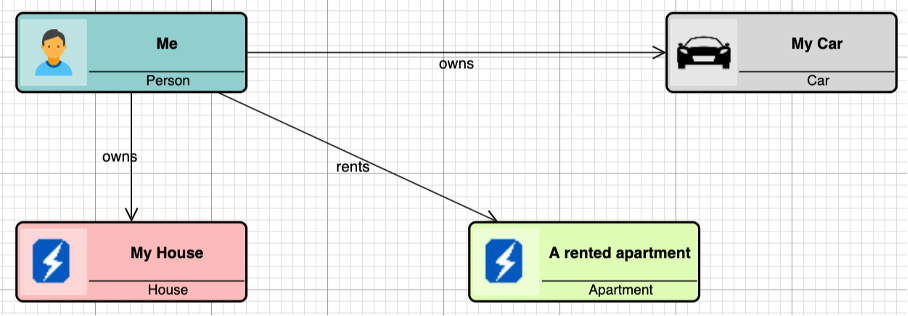 Me
Person
owns
My Car
Car
owns
rents
My House
House
A rented apartment
Apartment